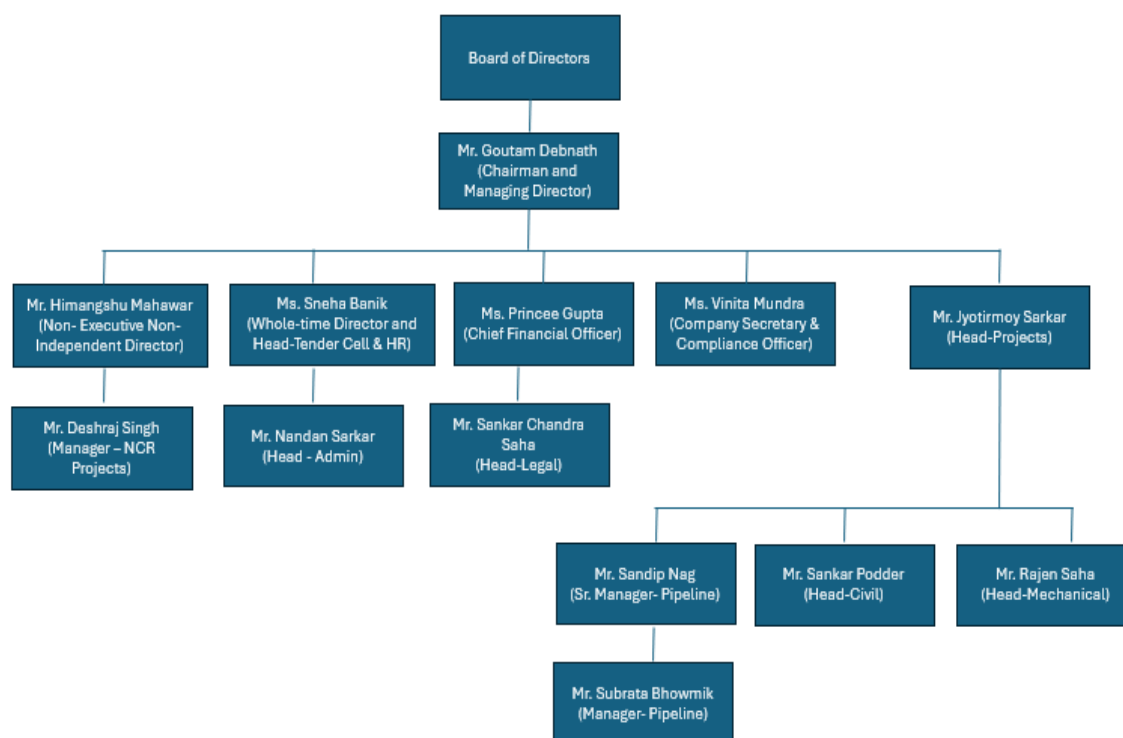 Board of Directors
Mr. Goutam Debnath
(Chairman and
Managing Director)
Mr. Himangshu Mahawar
(Non- Executive Non-
Independent Director)
Ms. Sneha Banik
(Whole-time Director and
Head-Tender Cell & HR)
Ms. Princee Gupta
(Chief Financial Officer)
Ms. Vinita Mundra
(Company Secretary &
Compliance Officer)
Mr. Jyotirmoy Sarkar
(Head-Projects)
Mr. Deshraj Singh
(Manager – NCR
Projects)
Mr. Nandan Sarkar
(Head - Admin)
Mr. Sankar Chandra
Saha
(Head-Legal)
Mr. Sandip Nag
(Sr. Manager- Pipeline)
Mr. Sankar Podder
(Head-Civil)
Mr. Rajen Saha
(Head-Mechanical)
Mr. Subrata Bhowmik
(Manager- Pipeline)